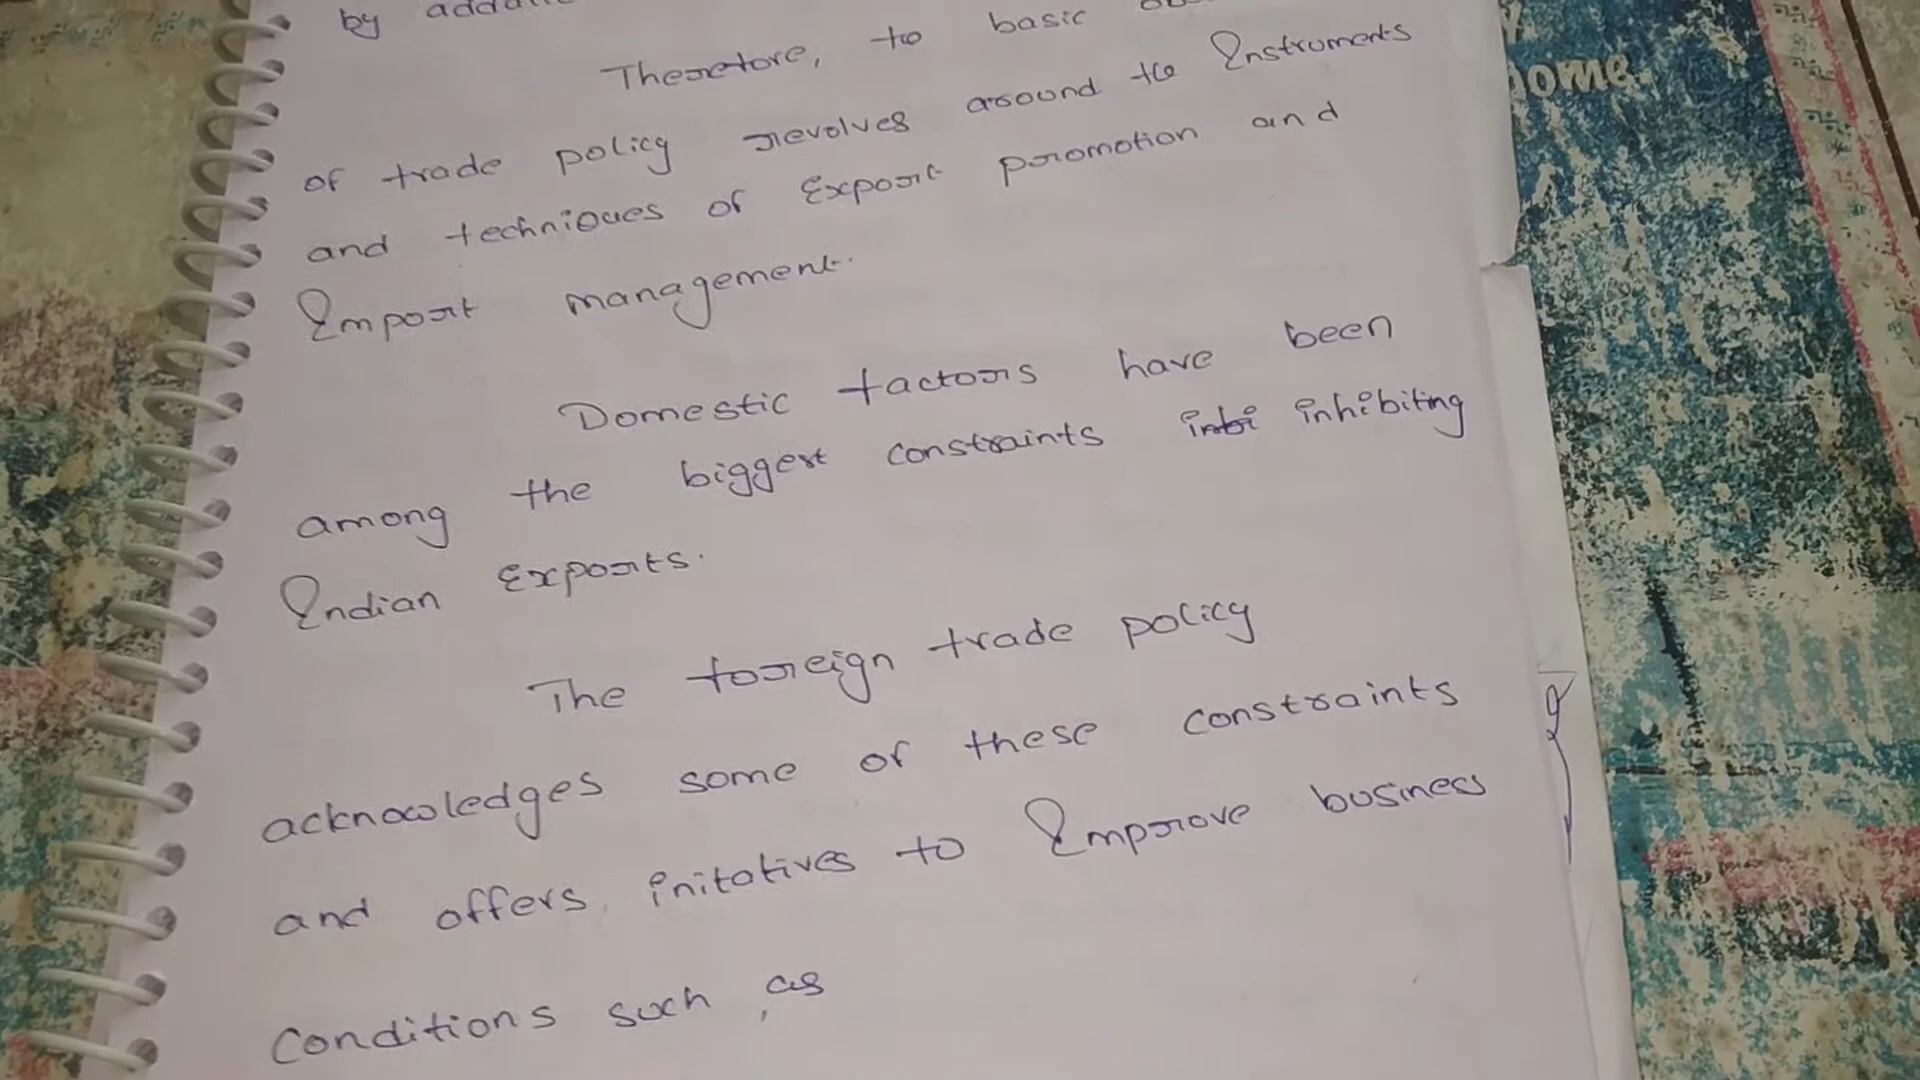 by
Therefore, to basic
of trade policy revolves around to Instruments
and techniques of Export promotion and
Import management.
Domestic factors have been
among the biggest constraints inhibiting
Indian Exports.
The foreign trade policy
acknowledges some of these constraints
and offers initatives to Improve business
Conditions such as
ome.